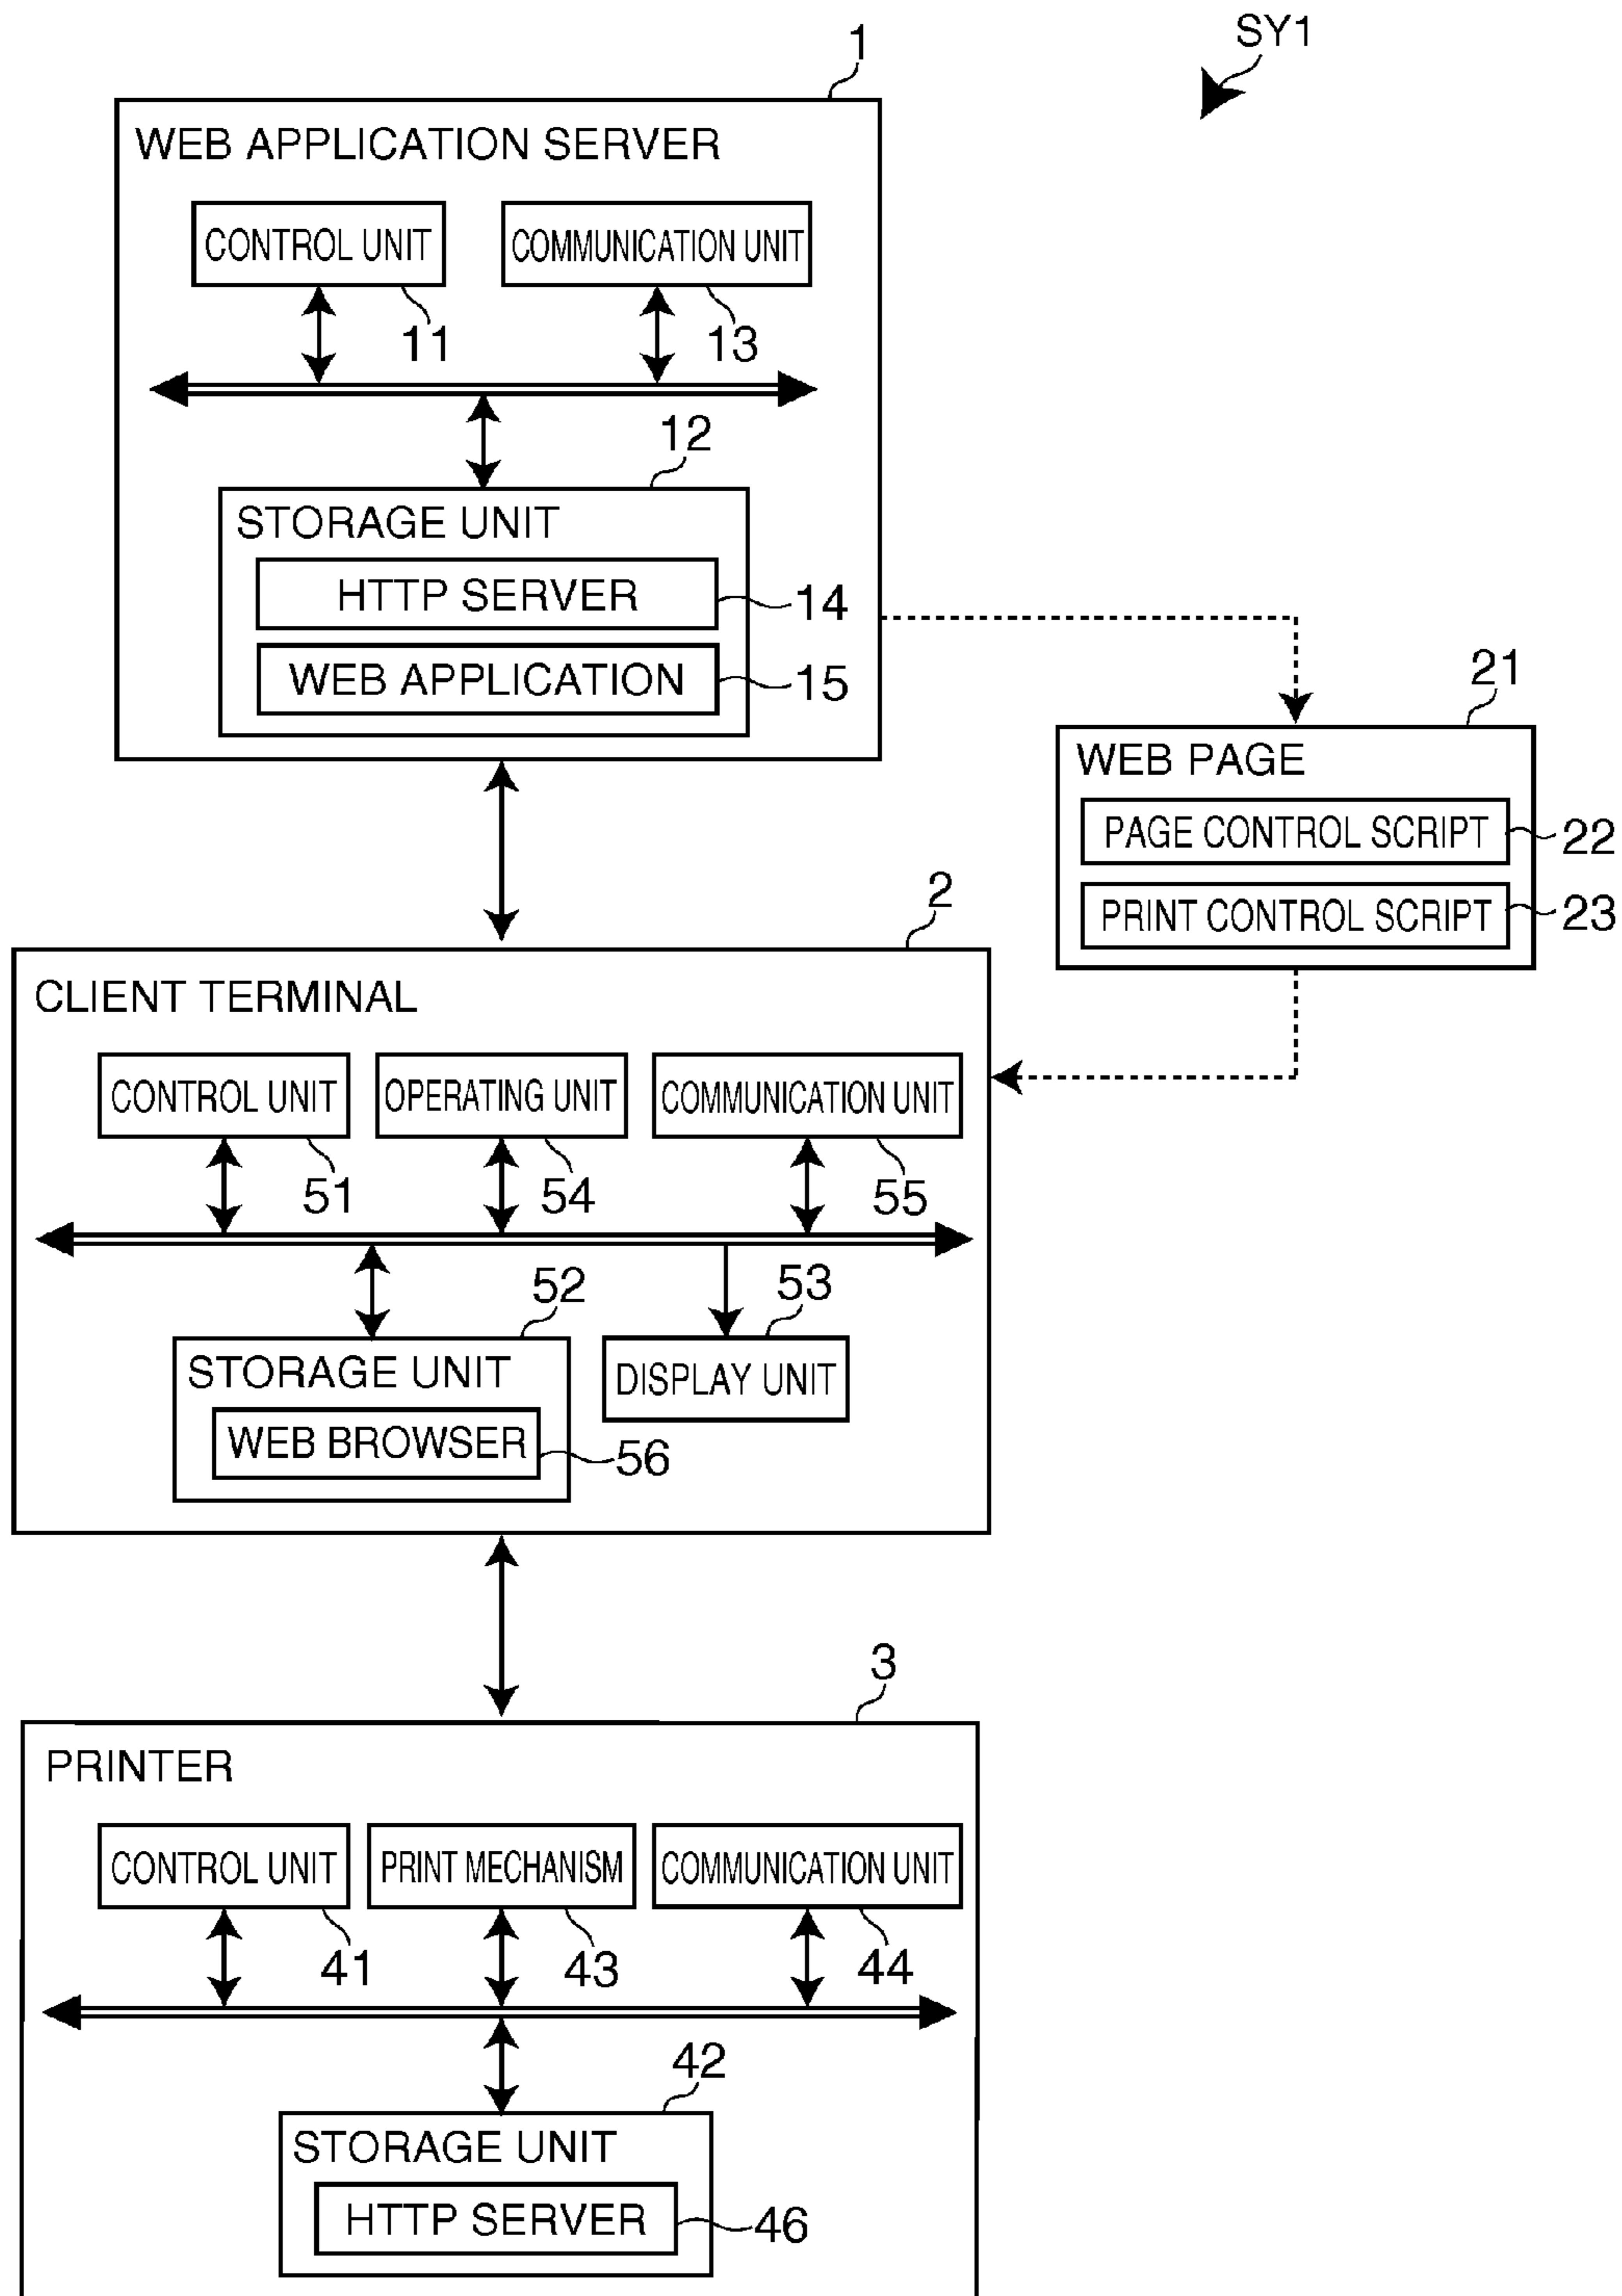 SY1
1
WEB APPLICATION SERVER
CONTROL UNIT
COMMUNICATION UNIT
11
13
12
STORAGE UNIT
HTTP SERVER
14
WEB APPLICATION
15
21
WEB PAGE
PAGE CONTROL SCRIPT
22
PRINT CONTROL SCRIPT
23
2
CLIENT TERMINAL
CONTROL UNIT
OPERATING UNIT
COMMUNICATION UNIT
51
54
55
52
53
STORAGE UNIT
DISPLAY UNIT
WEB BROWSER
56
3
PRINTER
CONTROL UNIT
PRINT MECHANISM
COMMUNICATION UNIT
41
43
44
42
STORAGE UNIT
HTTP SERVER
46